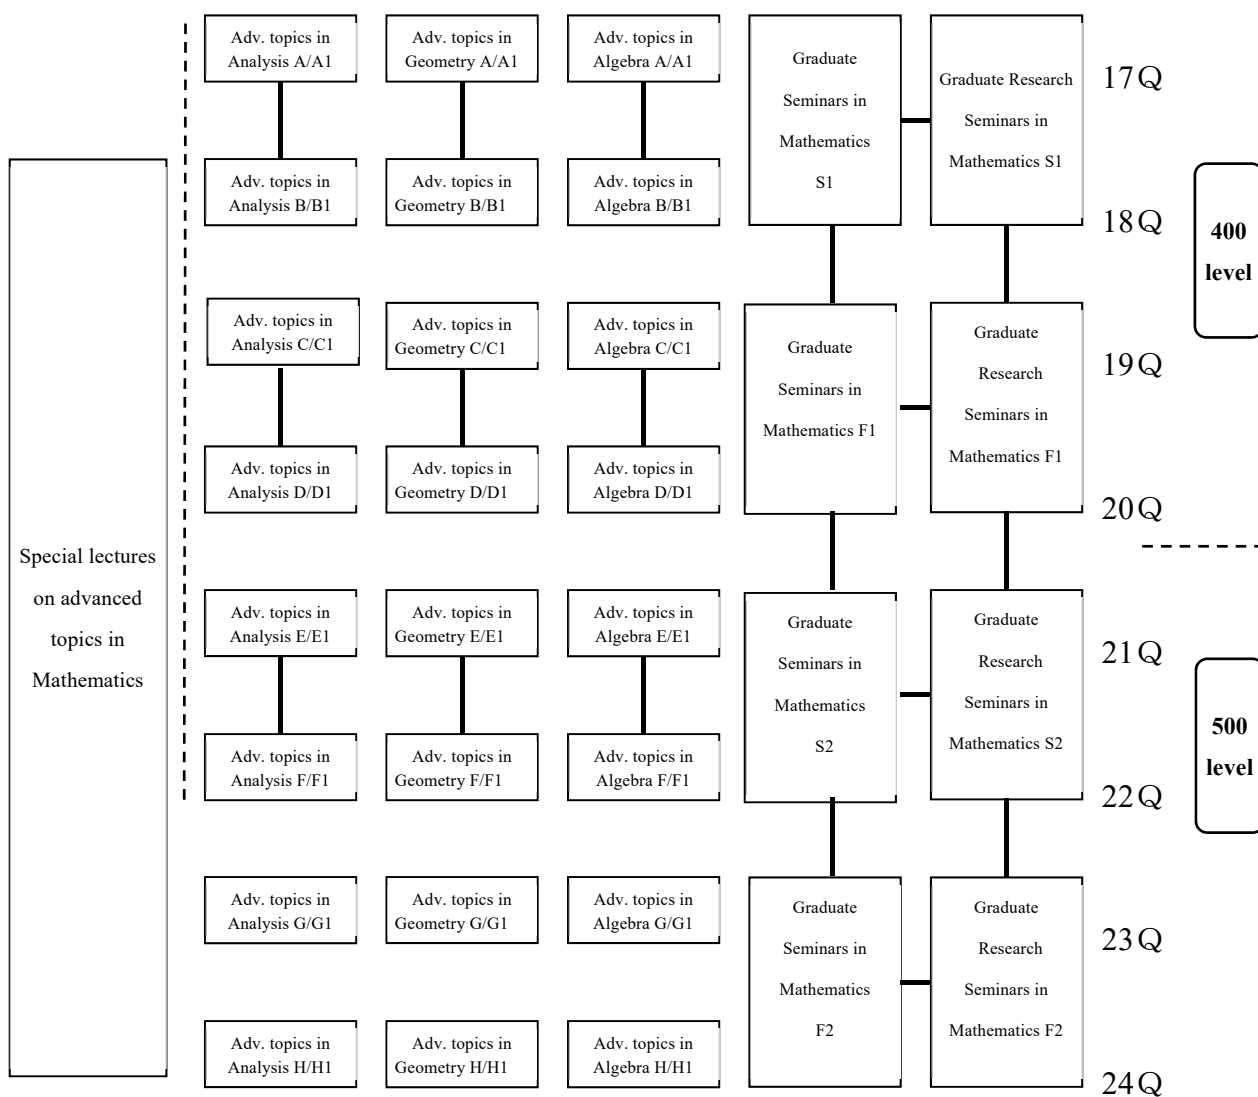 Adv. topics in
Analysis A/A1
Adv. topics in
Geometry A/A1
Adv. topics in
Algebra A/A1
Graduate
Seminars in
Mathematics
S1
Graduate Research
Seminars in
Mathematics S1
17Q
Adv. topics in
Analysis B/B1
Adv. topics in
Geometry B/B1
Adv. topics in
Algebra B/B1
18Q
400
level
Adv. topics in
Analysis C/C1
Adv. topics in
Geometry C/C1
Adv. topics in
Algebra C/C1
Graduate
Seminars in
Mathematics F1
Graduate
Research
Seminars in
Mathematics F1
19Q
Adv. topics in
Analysis D/D1
Adv. topics in
Geometry D/D1
Adv. topics in
Algebra D/D1
20Q
Special lectures
on advanced
topics in
Mathematics
Adv. topics in
Analysis E/E1
Adv. topics in
Geometry E/E1
Adv. topics in
Algebra E/E1
Graduate
Seminars in
Mathematics
S2
Graduate
Research
Seminars in
Mathematics S2
21Q
500
level
Adv. topics in
Analysis F/F1
Adv. topics in
Geometry F/F1
Adv. topics in
Algebra F/F1
22Q
Adv. topics in
Analysis G/G1
Adv. topics in
Geometry G/G1
Adv. topics in
Algebra G/G1
Graduate
Seminars in
Mathematics
F2
Graduate
Research
Seminars in
Mathematics F2
23Q
Adv. topics in
Analysis H/H1
Adv. topics in
Geometry H/H1
Adv. topics in
Algebra H/H1
24Q